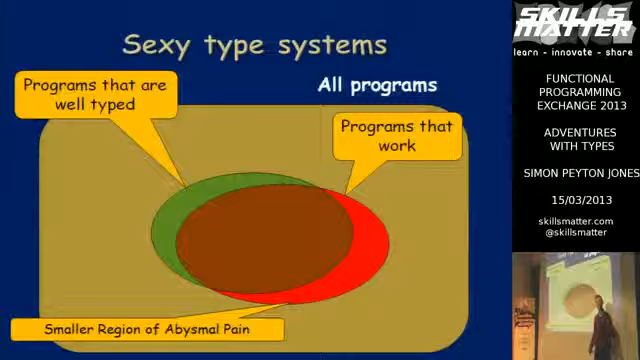 Sexy type systems
Programs that are
well typed
All programs
Programs that
work
Smaller Region of Abysmal Pain
SKILLS
MATTER
learn - innovate - share
FUNCTIONAL
PROGRAMMING
EXCHANGE 2013
ADVENTURES
WITH TYPES
SIMON PEYTON JONES
15/03/2013
skillsmatter.com
@skillsmatter